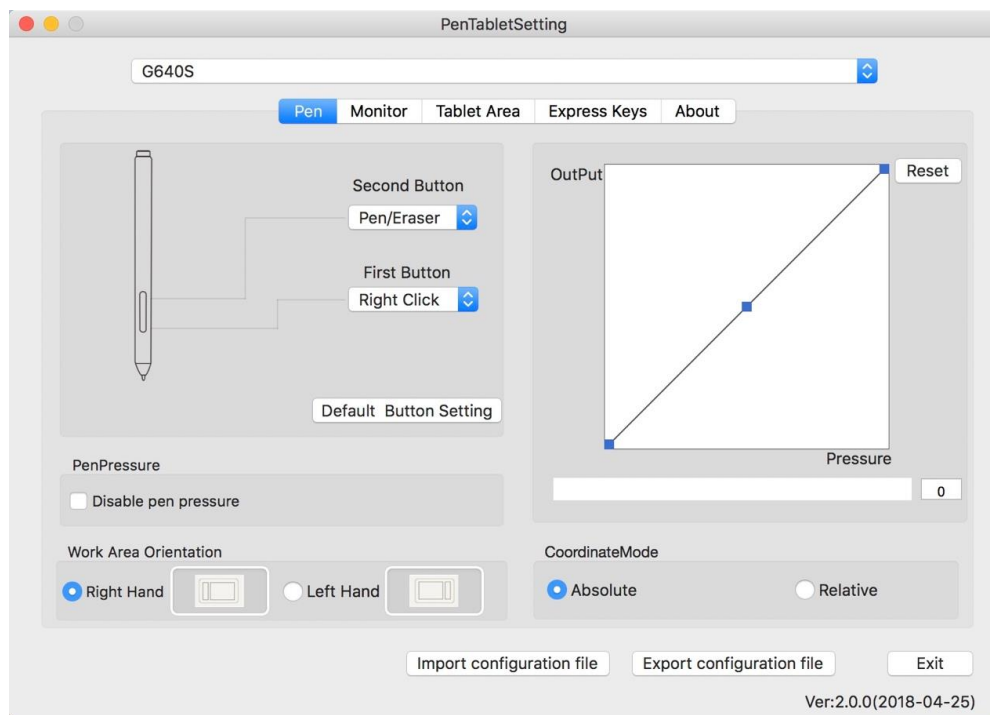 PenTabletSetting
G640S
Pen Monitor Tablet Area Express Keys About
Second Button
Pen/Eraser
First Button
Right Click
Default Button Setting
OutPut
Reset
Pressure
0
PenPressure
Disable pen pressure
Work Area Orientation
Right Hand Left Hand
CoordinateMode
Absolute Relative
Import configuration file Export configuration file Exit
Ver:2.0.0(2018-04-25)